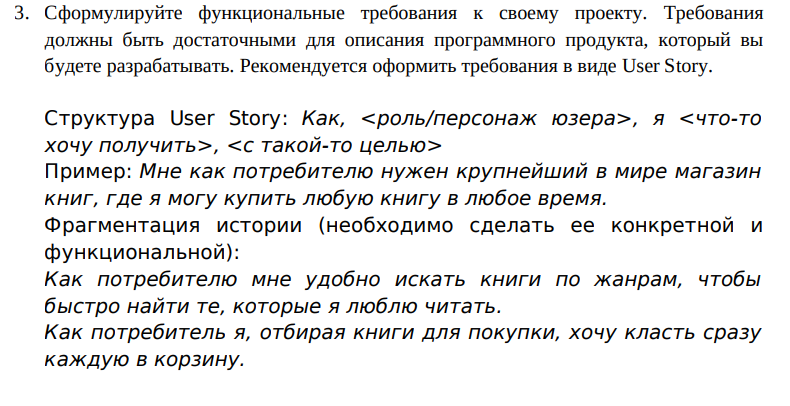 3. Сформулируйте функциональные требования к своему проекту. Требования
должны быть достаточными для описания программного продукта, который вы
будете разрабатывать. Рекомендуется оформить требования в виде User Story.
Структура User Story: Как, <роль/персонаж юзера>, я <что-то
хочу получить>, <с такой-то целью>
Пример: Мне как потребителю нужен крупнейший в мире магазин
книг, где я могу купить любую книгу в любое время.
Фрагментация истории (необходимо сделать ее конкретной и
функциональной):
Как потребителю мне удобно искать книги по жанрам, чтобы
быстро найти те, которые я люблю читать.
Как потребитель я, отбирая книги для покупки, хочу класть сразу
каждую в корзину.